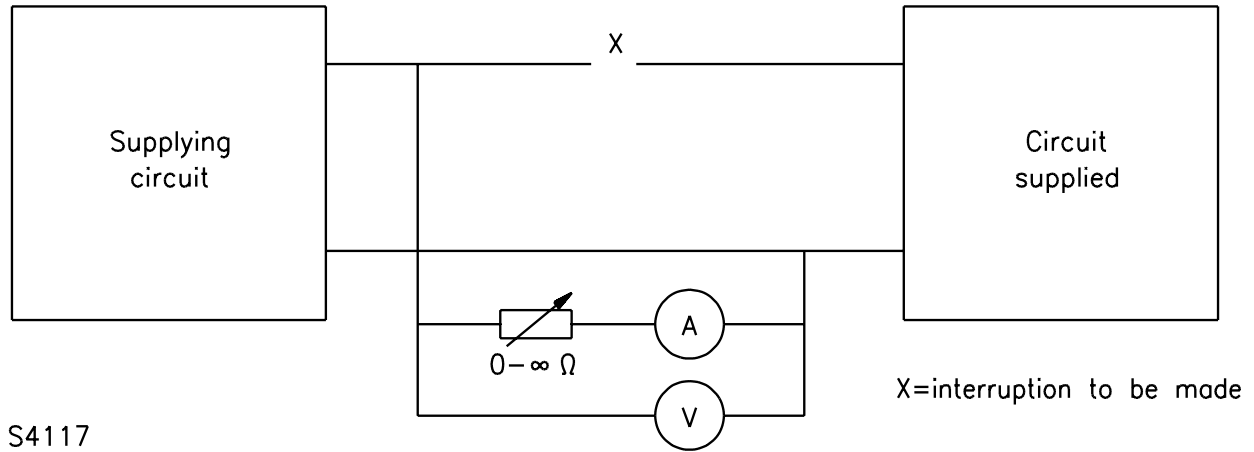 X
Supplying
circuit
Circuit
supplied
A
0–∞ Ω
X=interruption to be made
V
S4117